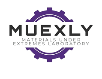 MUEXLY
MATERIALS UNDER
EXTREMES LABORATORY